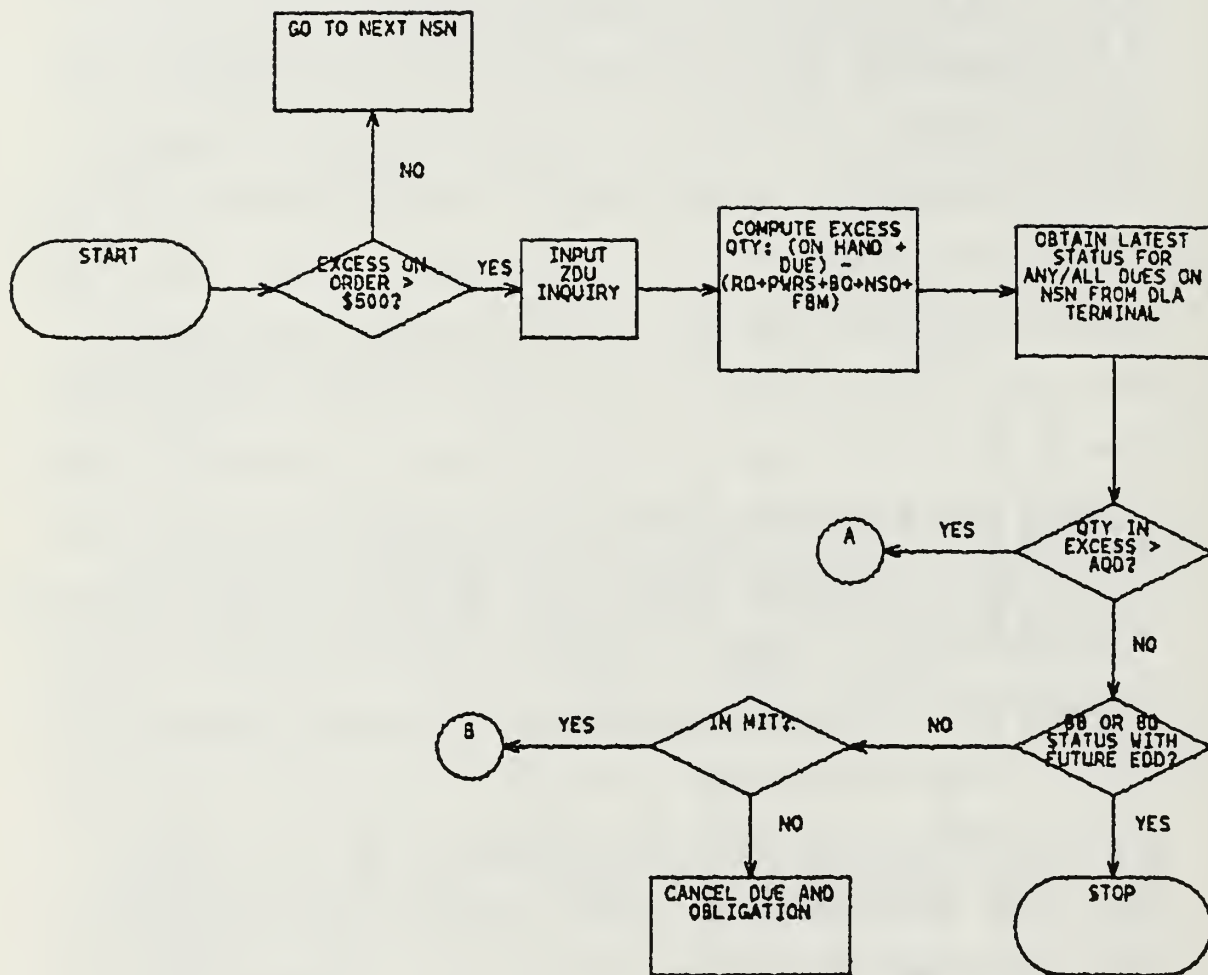 GO TO NEXT NSN
NO
START
EXCESS ON
ORDER >
$500?
YES
INPUT
ZDU
INQUIRY
COMPUTE EXCESS
QTY: (ON HAND +
DUE) -
(RO+PWRS+BO+NSO+
FBM)
OBTAIN LATEST
STATUS FOR
ANY/ALL DUES ON
NSN FROM DLA
TERMINAL
A
YES
QTY IN
EXCESS >
AQD?
NO
B
YES
IN MIT?
NO
BB OR BD
STATUS WITH
FUTURE EDD?
NO
YES
CANCEL DUE AND
OBLIGATION
STOP